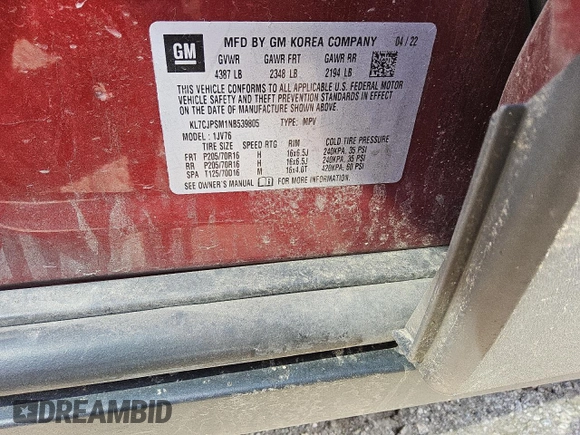 GM MFD BY GM KOREA COMPANY 04/22
GVWR GAWR FRT GAWR RR
4387 LB 2348 LB 2194 LB
THIS VEHICLE CONFORMS TO ALL APPLICABLE U.S. FEDERAL MOTOR
VEHICLE SAFETY AND THEFT PREVENTION STANDARDS IN EFFECT
ON THE DATE OF MANUFACTURE SHOWN ABOVE.
KL7CJPSM1NB539805 TYPE: MPV
MODEL: 1JV76
TIRE SIZE SPEED RTG RIM COLD TIRE PRESSURE
FRT P205/70R16 H 16x6.5J 240KPA, 35 PSI
RR P205/70R16 H 16x6.5J 240KPA, 35 PSI
SPA T125/70D16 M 16x4.0T 420KPA, 60 PSI
SEE OWNER'S MANUAL FOR MORE INFORMATION.
DREAMBID